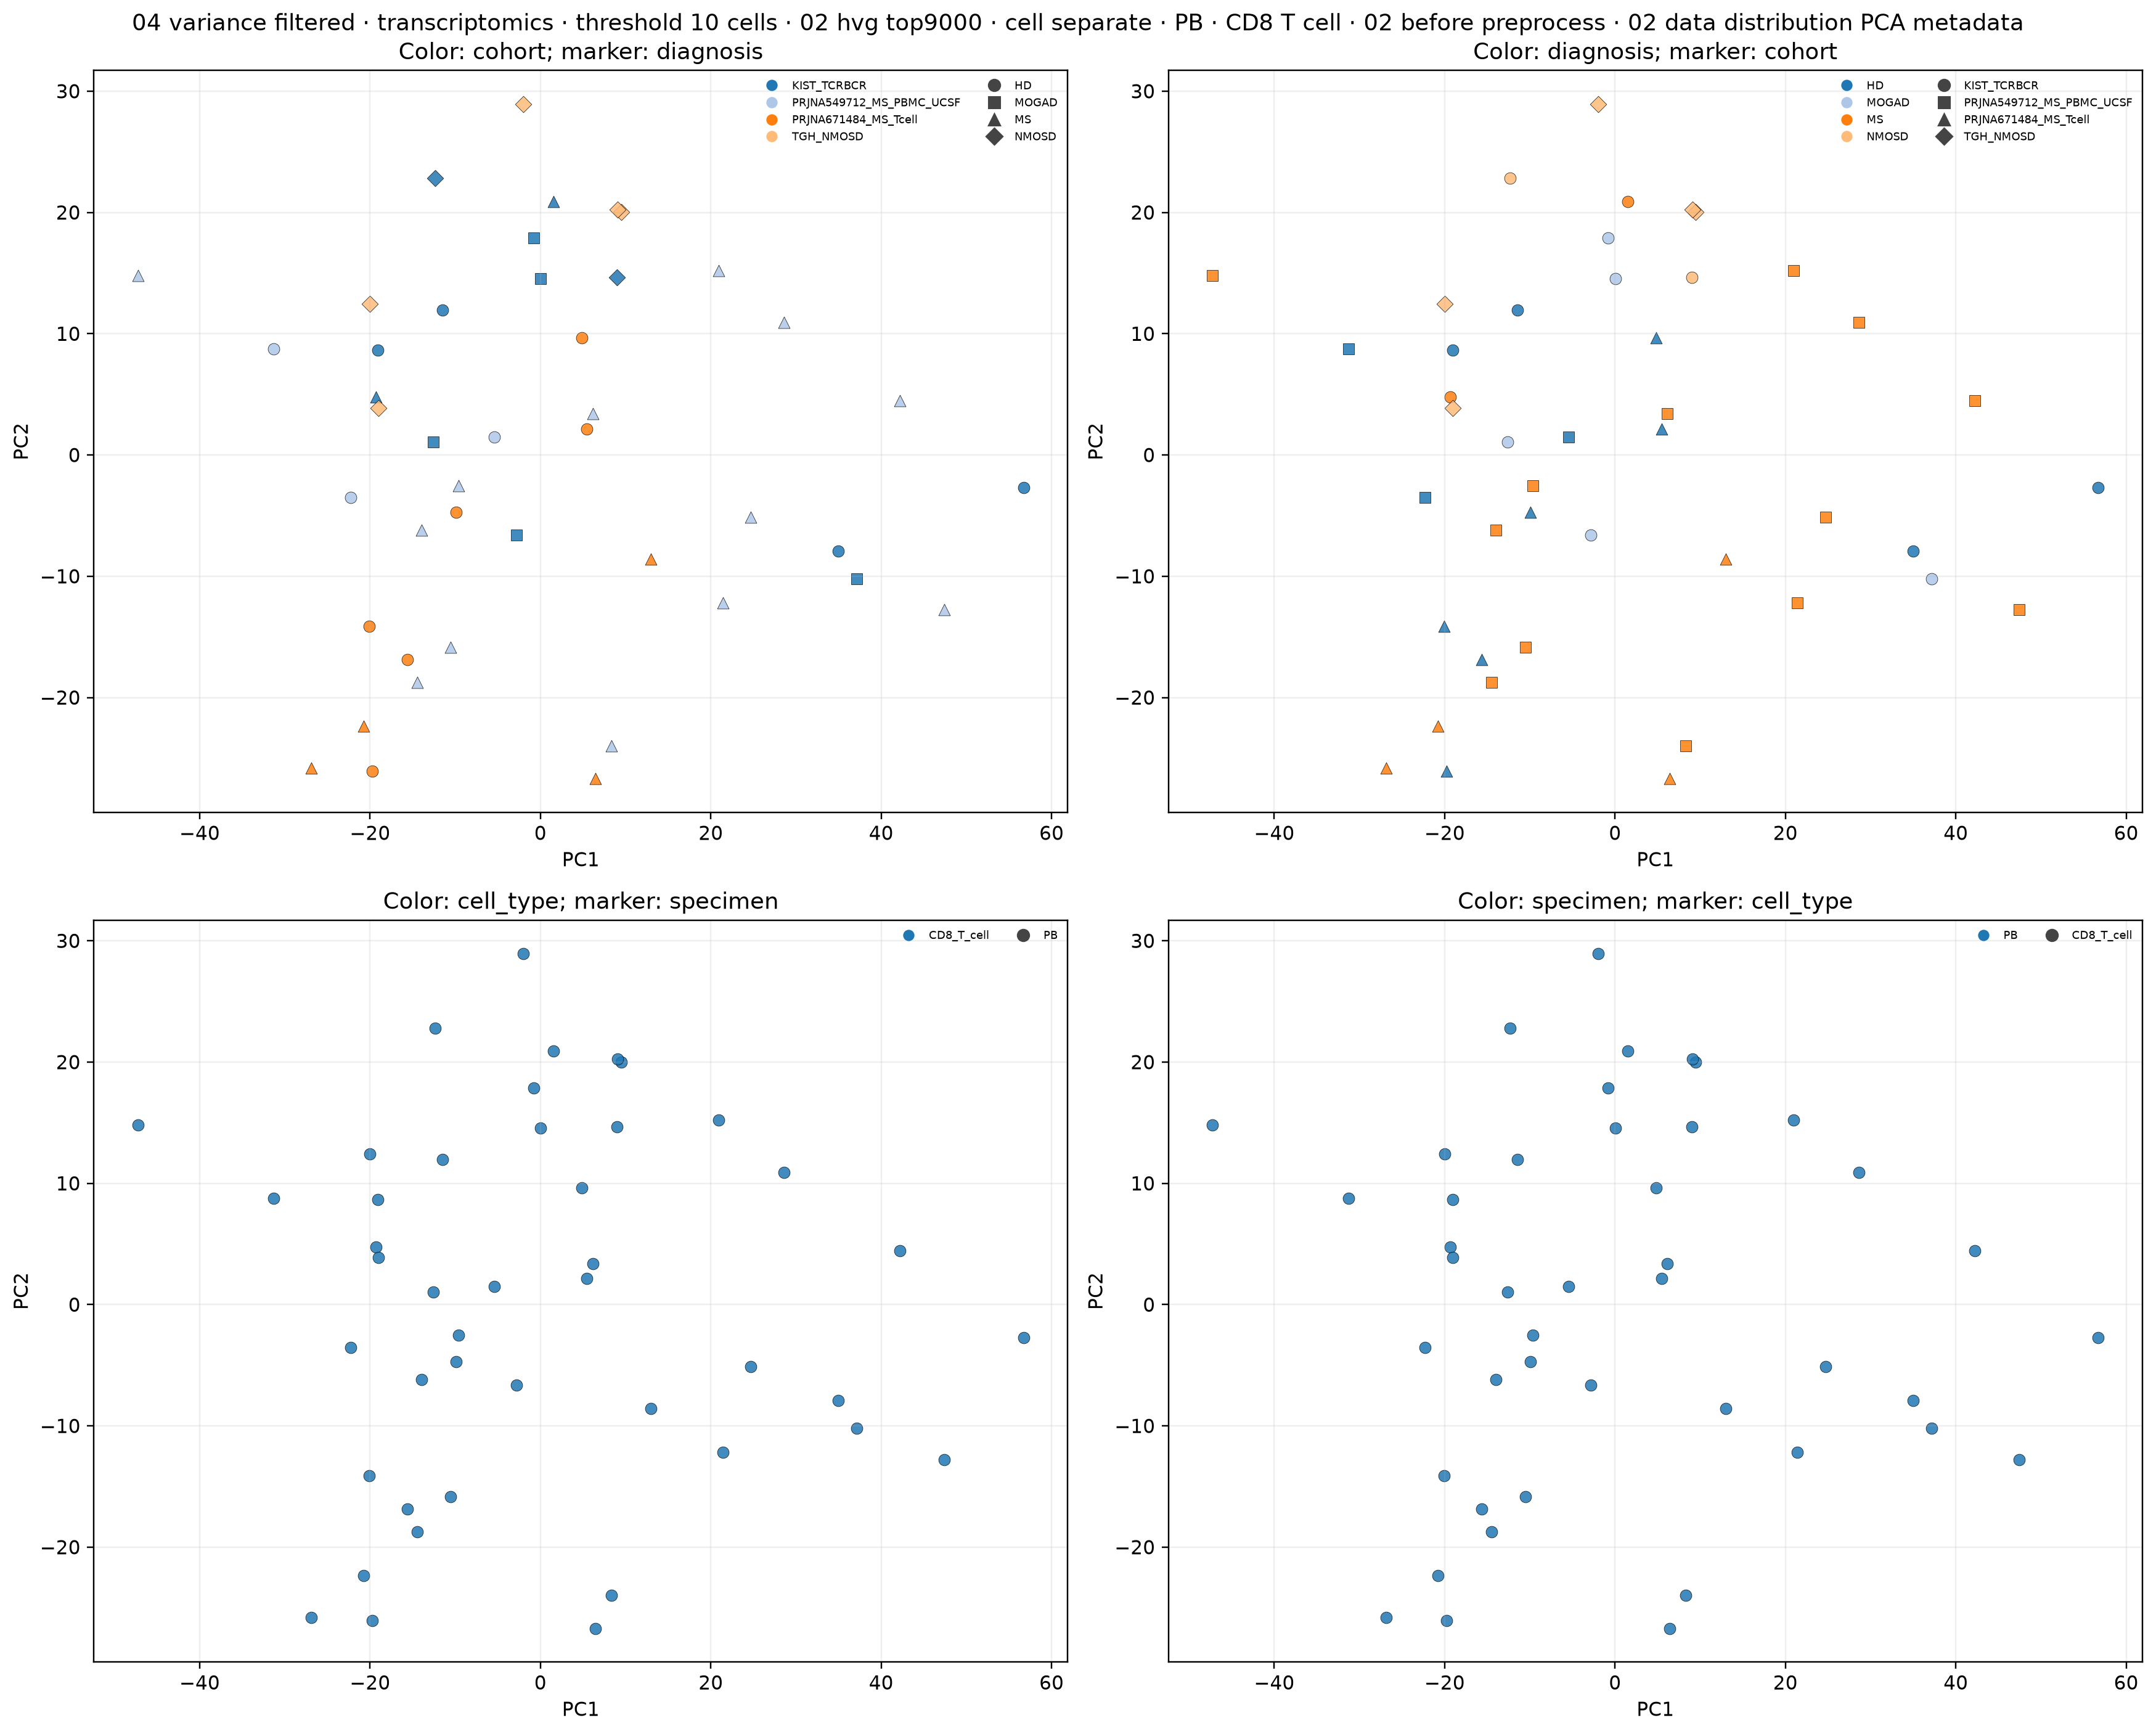 04 variance filtered · transcriptomics · threshold 10 cells · 02 hvg top9000 · cell separate · PB · CD8 T cell · 02 before preprocess · 02 data distribution PCA metadata
Color: cohort; marker: diagnosis
KIST_TCRBCR
PRJNA549712_MS_PBMC_UCSF
PRJNA671484_MS_Tcell
TGH_NMOSD
HD
MOGAD
MS
NMOSD
30
20
10
0
−10
−20
PC2
−40
−20
0
20
40
60
PC1
Color: diagnosis; marker: cohort
HD
MOGAD
MS
NMOSD
KIST_TCRBCR
PRJNA549712_MS_PBMC_UCSF
PRJNA671484_MS_Tcell
TGH_NMOSD
30
20
10
0
−10
−20
PC2
−40
−20
0
20
40
60
PC1
Color: cell_type; marker: specimen
CD8_T_cell
PB
30
20
10
0
−10
−20
PC2
−40
−20
0
20
40
60
PC1
Color: specimen; marker: cell_type
PB
CD8_T_cell
30
20
10
0
−10
−20
PC2
−40
−20
0
20
40
60
PC1